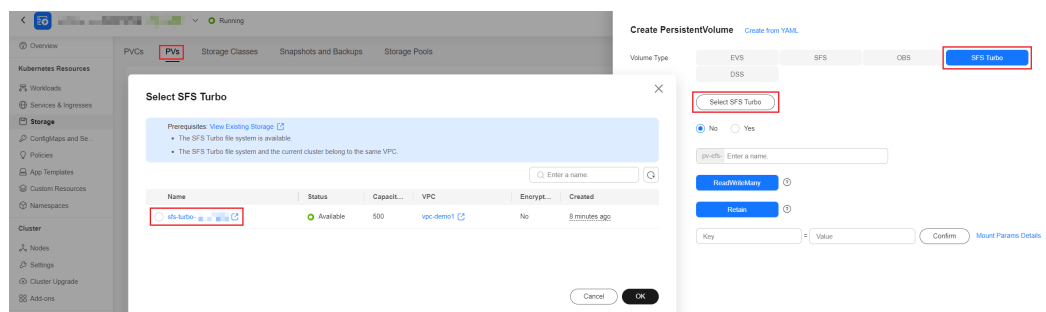 Running
Overview
Kubernetes Resources
Workloads
Services & Ingresses
Storage
ConfigMaps and Se...
Policies
App Templates
Custom Resources
Namespaces
Cluster
Nodes
Settings
Cluster Upgrade
Add-ons
PVCs PVs Storage Classes Snapshots and Backups Storage Pools
Select SFS Turbo
Prerequisites: View Existing Storage
• The SFS Turbo file system is available.
• The SFS Turbo file system and the current cluster belong to the same VPC.
Enter a name.
Name Status Capacit... VPC Encrypt... Created
sfs-turbo- Available 500 vpc-demo1 No 8 minutes ago
Cancel OK
Create PersistentVolume Create from YAML
Volume Type EVS SFS OBS SFS Turbo
DSS
Select SFS Turbo
No Yes
pv-efs- Enter a name.
ReadWriteMany
Retain
Key = Value Confirm Mount Params Details